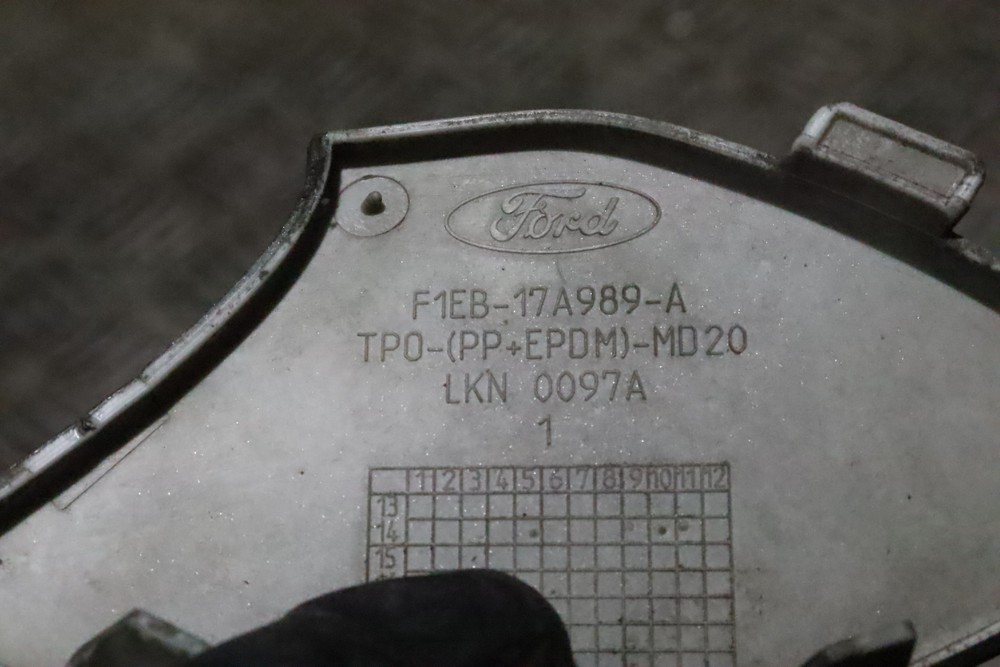 Ford
F1EB-17A989-A
TPO-(PP+EPDM)-MD20
LKN 0097A
1
1 2 3 4 5 6 7 8 9 10 11 12
13
14
15